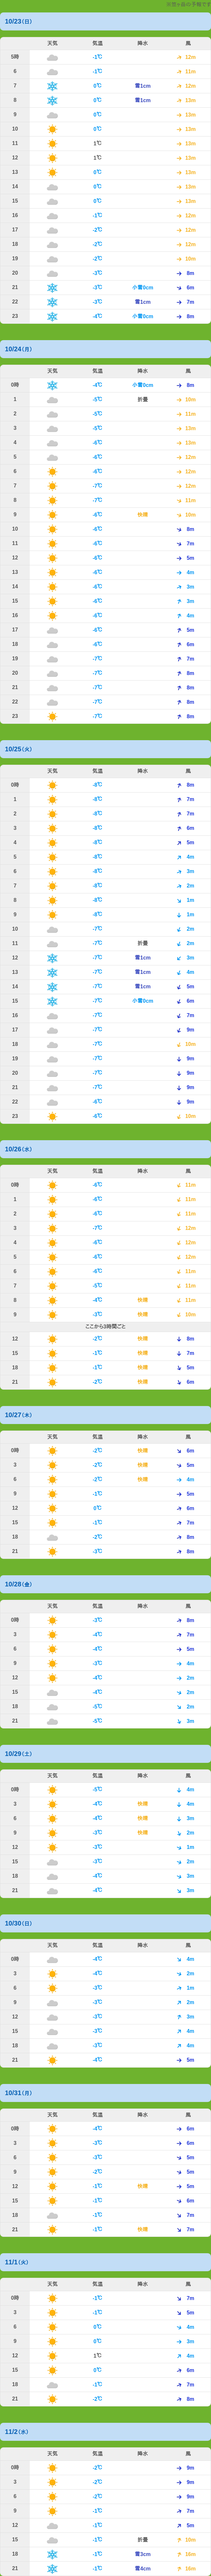 10/23(日)
天気 気温 降水 風
5時 -1℃ 12m
6 -1℃ 11m
7 0℃ 雪1cm 12m
8 0℃ 雪1cm 13m
9 0℃ 13m
10 0℃ 13m
11 1℃ 13m
12 1℃ 13m
13 0℃ 13m
14 0℃ 13m
15 0℃ 13m
16 -1℃ 12m
17 -2℃ 12m
18 -2℃ 12m
19 -2℃ 10m
20 -3℃ 8m
21 -3℃ 小雪0cm 6m
22 -3℃ 雪1cm 7m
23 -4℃ 小雪0cm 8m
10/24(月)
天気 気温 降水 風
0時 -4℃ 小雪0cm 8m
1 -5℃ 折曇 10m
2 -5℃ 11m
3 -5℃ 13m
4 -6℃ 13m
5 -6℃ 12m
6 -6℃ 12m
7 -7℃ 12m
8 -7℃ 11m
9 -6℃ 快晴 10m
10 -6℃ 8m
11 -6℃ 7m
12 -6℃ 5m
13 -6℃ 4m
14 -6℃ 3m
15 -6℃ 3m
16 -6℃ 4m
17 -6℃ 5m
18 -6℃ 6m
19 -7℃ 7m
20 -7℃ 8m
21 -7℃ 8m
22 -7℃ 8m
23 -7℃ 8m
10/25(火)
天気 気温 降水 風
0時 -8℃ 8m
1 -8℃ 7m
2 -8℃ 7m
3 -8℃ 6m
4 -8℃ 5m
5 -8℃ 4m
6 -8℃ 3m
7 -8℃ 2m
8 -8℃ 1m
9 -8℃ 1m
10 -7℃ 2m
11 -7℃ 折曇 2m
12 -7℃ 雪1cm 3m
13 -7℃ 雪1cm 4m
14 -7℃ 雪1cm 5m
15 -7℃ 小雪0cm 6m
16 -7℃ 7m
17 -7℃ 9m
18 -7℃ 10m
19 -7℃ 9m
20 -7℃ 9m
21 -7℃ 9m
22 -6℃ 9m
23 -6℃ 10m
10/26(水)
天気 気温 降水 風
0時 -6℃ 11m
1 -6℃ 11m
2 -6℃ 11m
3 -7℃ 12m
4 -6℃ 12m
5 -6℃ 12m
6 -6℃ 11m
7 -5℃ 11m
8 -4℃ 快晴 11m
9 -3℃ 快晴 10m
ここから3時間ごと
12 -2℃ 快晴 8m
15 -1℃ 快晴 7m
18 -1℃ 快晴 5m
21 -2℃ 快晴 6m
10/27(木)
天気 気温 降水 風
0時 -2℃ 快晴 6m
3 -2℃ 快晴 5m
6 -2℃ 快晴 4m
9 -1℃ 5m
12 0℃ 6m
15 -1℃ 7m
18 -2℃ 8m
21 -3℃ 8m
10/28(金)
天気 気温 降水 風
0時 -3℃ 8m
3 -4℃ 7m
6 -4℃ 5m
9 -3℃ 4m
12 -4℃ 2m
15 -4℃ 2m
18 -5℃ 2m
21 -5℃ 3m
10/29(土)
天気 気温 降水 風
0時 -5℃ 4m
3 -4℃ 快晴 4m
6 -4℃ 快晴 3m
9 -3℃ 快晴 2m
12 -3℃ 1m
15 -3℃ 2m
18 -4℃ 3m
21 -4℃ 3m
10/30(日)
天気 気温 降水 風
0時 -4℃ 4m
3 -4℃ 2m
6 -3℃ 1m
9 -3℃ 2m
12 -3℃ 3m
15 -3℃ 4m
18 -3℃ 4m
21 -4℃ 5m
10/31(月)
天気 気温 降水 風
0時 -4℃ 6m
3 -3℃ 6m
6 -3℃ 5m
9 -2℃ 5m
12 -1℃ 快晴 5m
15 -1℃ 6m
18 -1℃ 7m
21 -1℃ 快晴 7m
11/1(火)
天気 気温 降水 風
0時 -1℃ 7m
3 -1℃ 5m
6 0℃ 4m
9 0℃ 3m
12 1℃ 4m
15 0℃ 6m
18 -1℃ 7m
21 -2℃ 8m
11/2(水)
天気 気温 降水 風
0時 -2℃ 9m
3 -2℃ 9m
6 -2℃ 9m
9 -1℃ 7m
12 -1℃ 5m
15 -1℃ 折曇 10m
18 -1℃ 雪3cm 16m
21 -1℃ 雪4cm 16m